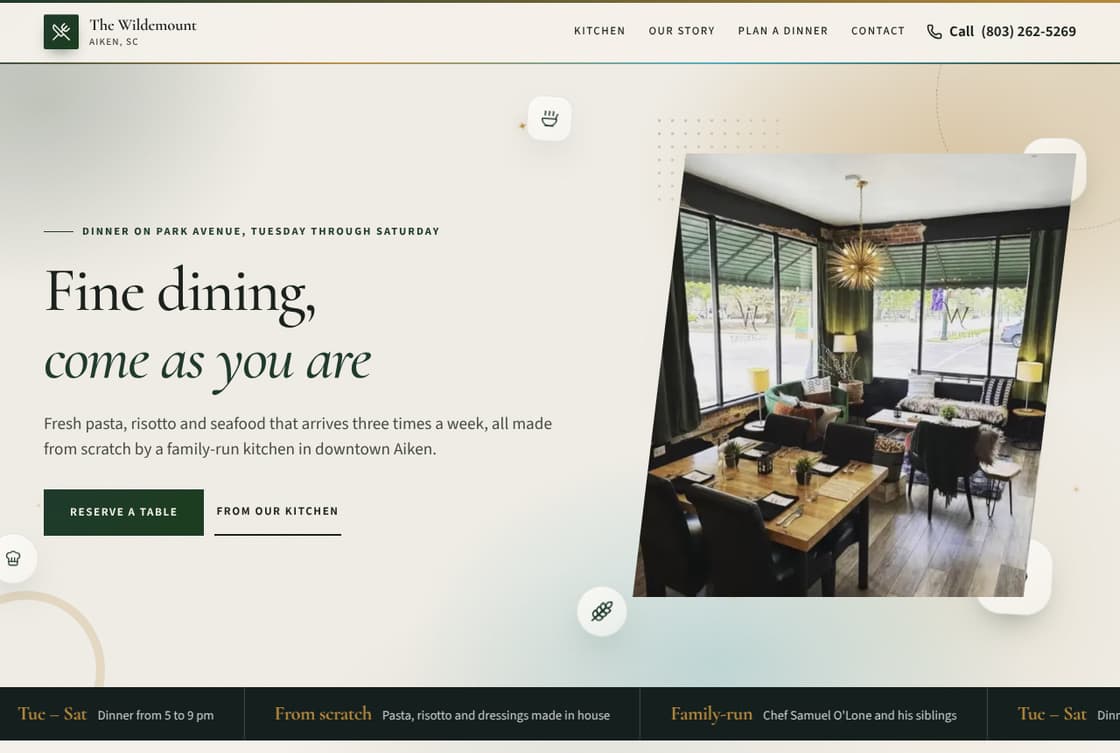 The Wildemount
AIKEN, SC
KITCHEN
OUR STORY
PLAN A DINNER
CONTACT
Call (803) 262-5269
DINNER ON PARK AVENUE, TUESDAY THROUGH SATURDAY
Fine dining,
come as you are
Fresh pasta, risotto and seafood that arrives three times a week, all made
from scratch by a family-run kitchen in downtown Aiken.
RESERVE A TABLE
FROM OUR KITCHEN
W
Tue – Sat Dinner from 5 to 9 pm
From scratch Pasta, risotto and dressings made in house
Family-run Chef Samuel O'Lone and his siblings
Tue – Sat